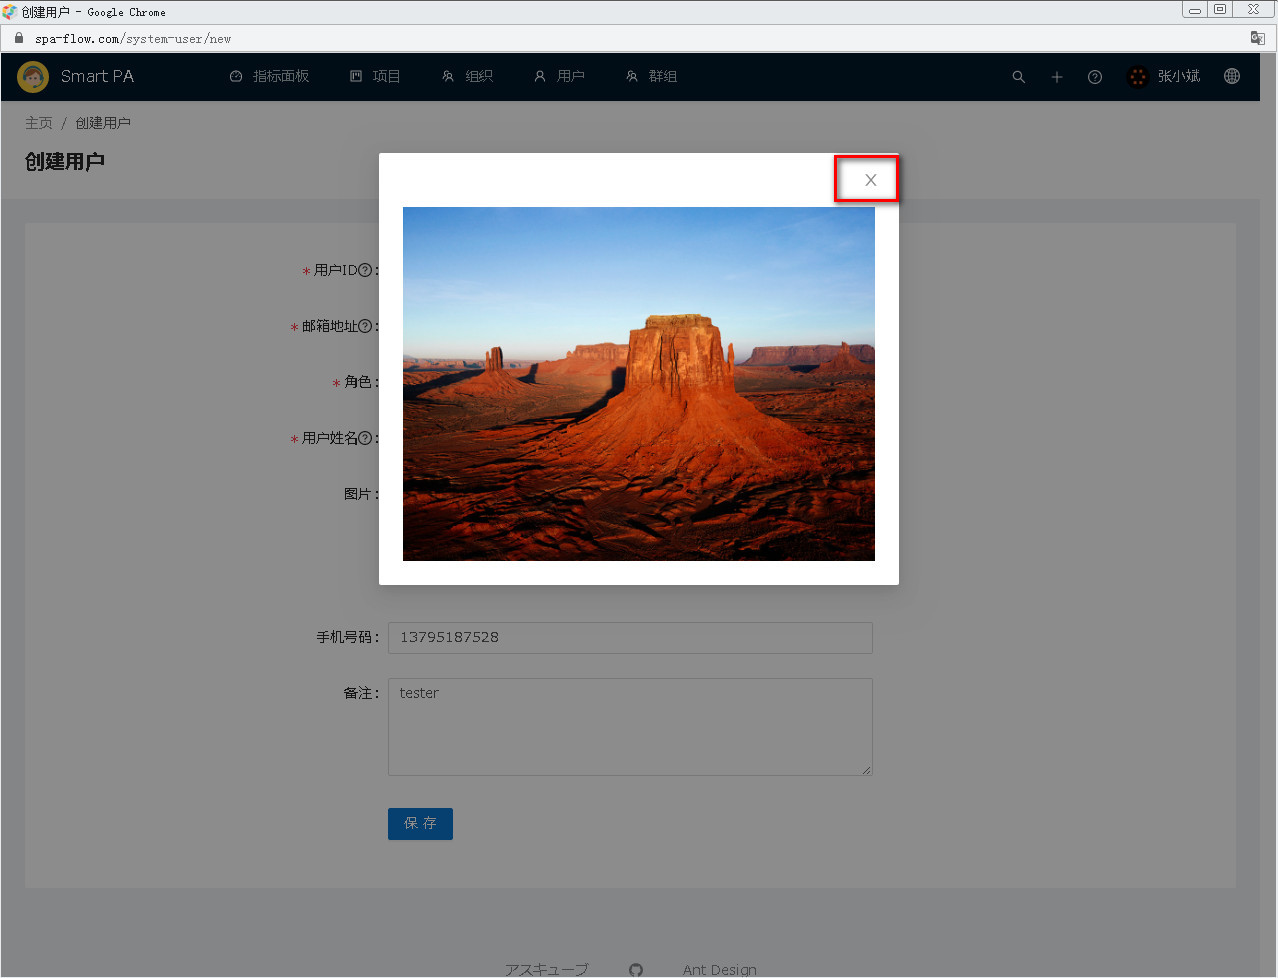 创建用户 - Google Chrome
spa-flow.com/system-user/new
Smart PA 指标面板 项目 组织 用户 群组 张小斌
主页 / 创建用户
创建用户
X
* 用户ID?:
* 邮箱地址?:
* 角色:
* 用户姓名?:
图片:
手机号码: 13795187528
备注: tester
保 存
アスキューブ Ant Design